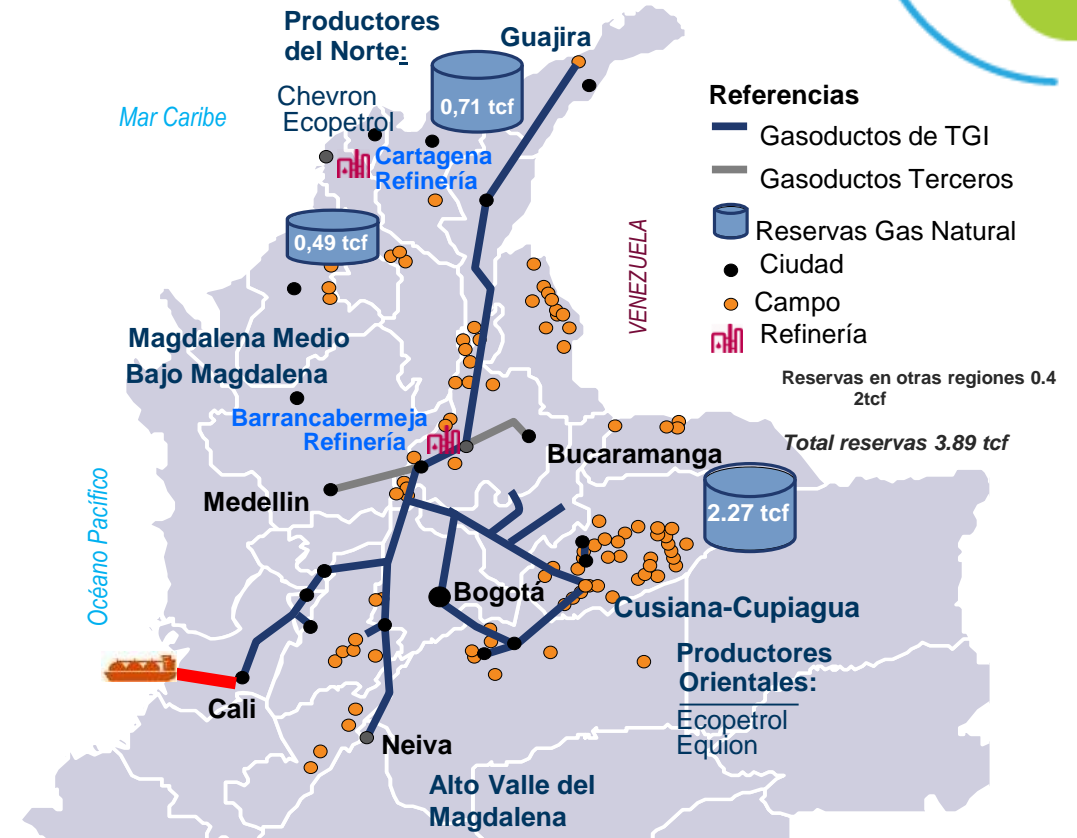 Productores
del Norte:
Guajira
Mar Caribe
Chevron
Ecopetrol
0,71 tcf
Cartagena
Refinería
0,49 tcf
Referencias
Gasoductos de TGI
Gasoductos Terceros
Reservas Gas Natural
Ciudad
Campo
Refinería
VENEZUELA
Reservas en otras regiones 0.4
2tcf
Total reservas 3.89 tcf
Magdalena Medio
Bajo Magdalena
Barrancabermeja
Refinería
Bucaramanga
Medellin
2.27 tcf
Océano Pacífico
Bogotá
Cusiana-Cupiagua
Productores
Orientales:
Ecopetrol
Equion
Cali
Neiva
Alto Valle del
Magdalena